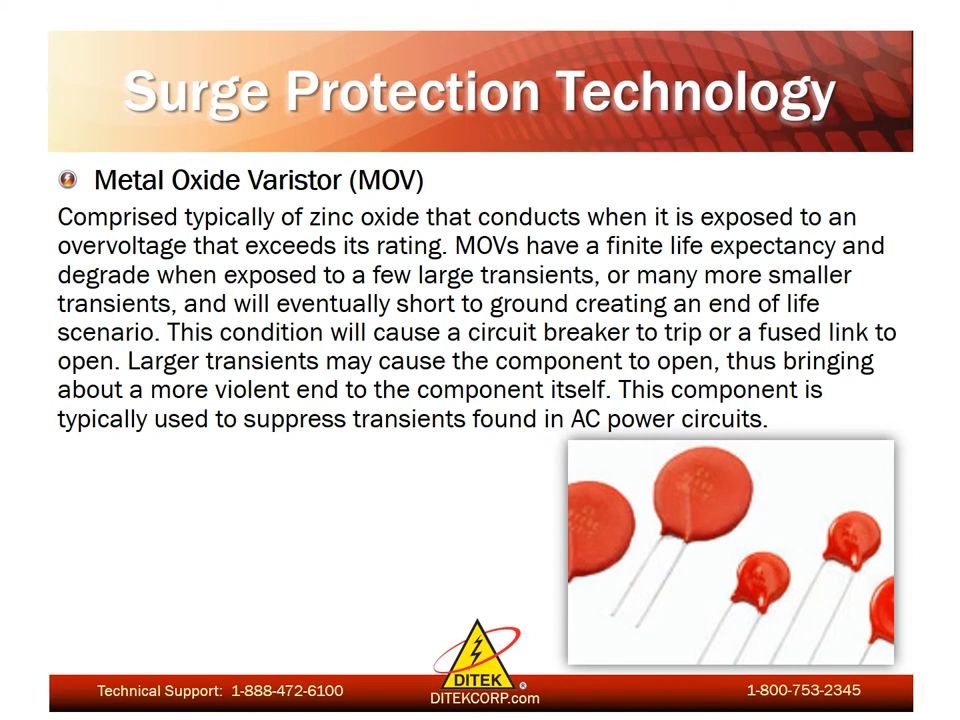 Surge Protection Technology
Metal Oxide Varistor (MOV)
Comprised typically of zinc oxide that conducts when it is exposed to an
overvoltage that exceeds its rating. MOVs have a finite life expectancy and
degrade when exposed to a few large transients, or many more smaller
transients, and will eventually short to ground creating an end of life
scenario. This condition will cause a circuit breaker to trip or a fused link to
open. Larger transients may cause the component to open, thus bringing
about a more violent end to the component itself. This component is
typically used to suppress transients found in AC power circuits.
Technical Support: 1-888-472-6100
DITEK®
DITEKCORP.com
1-800-753-2345